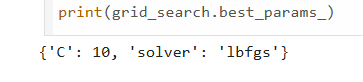 print(grid_search.best_params_)
{'C': 10, 'solver': 'lbfgs'}